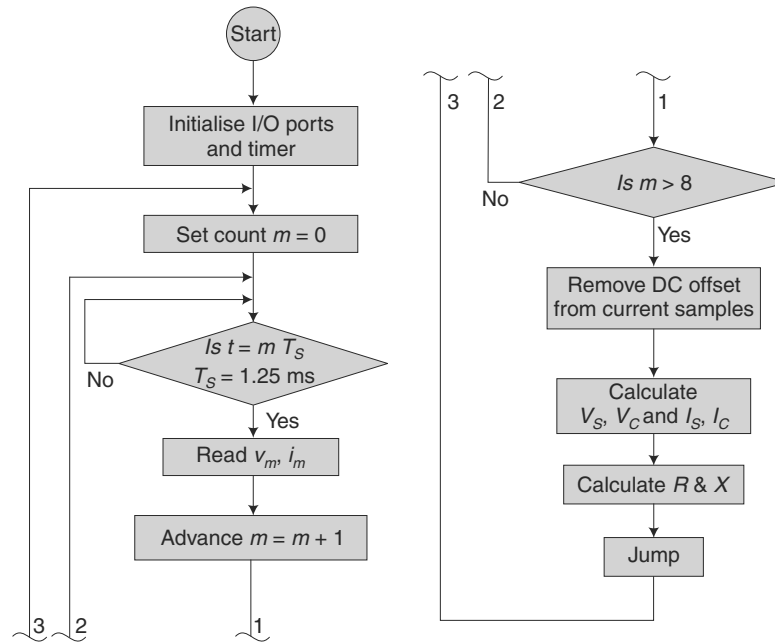 Start
Initialise I/O ports
and timer
Set count m = 0
Is t = m T_S
T_S = 1.25 ms
No
Yes
Read v_m, i_m
Advance m = m + 1
3
2
1
3
2
1
Is m > 8
No
Yes
Remove DC offset
from current samples
Calculate
V_S, V_C and I_S, I_C
Calculate R & X
Jump